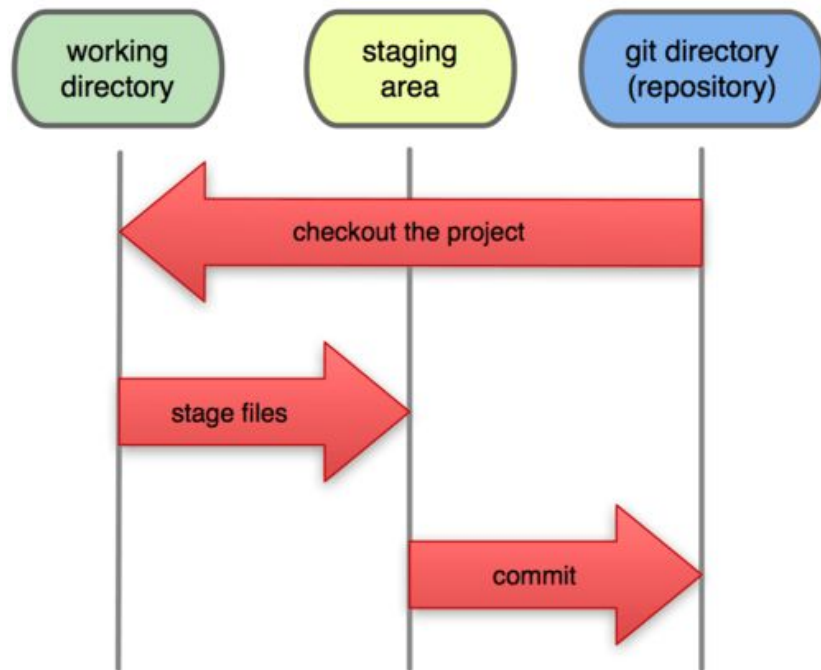 working
directory
staging
area
git directory
(repository)
checkout the project
stage files
commit